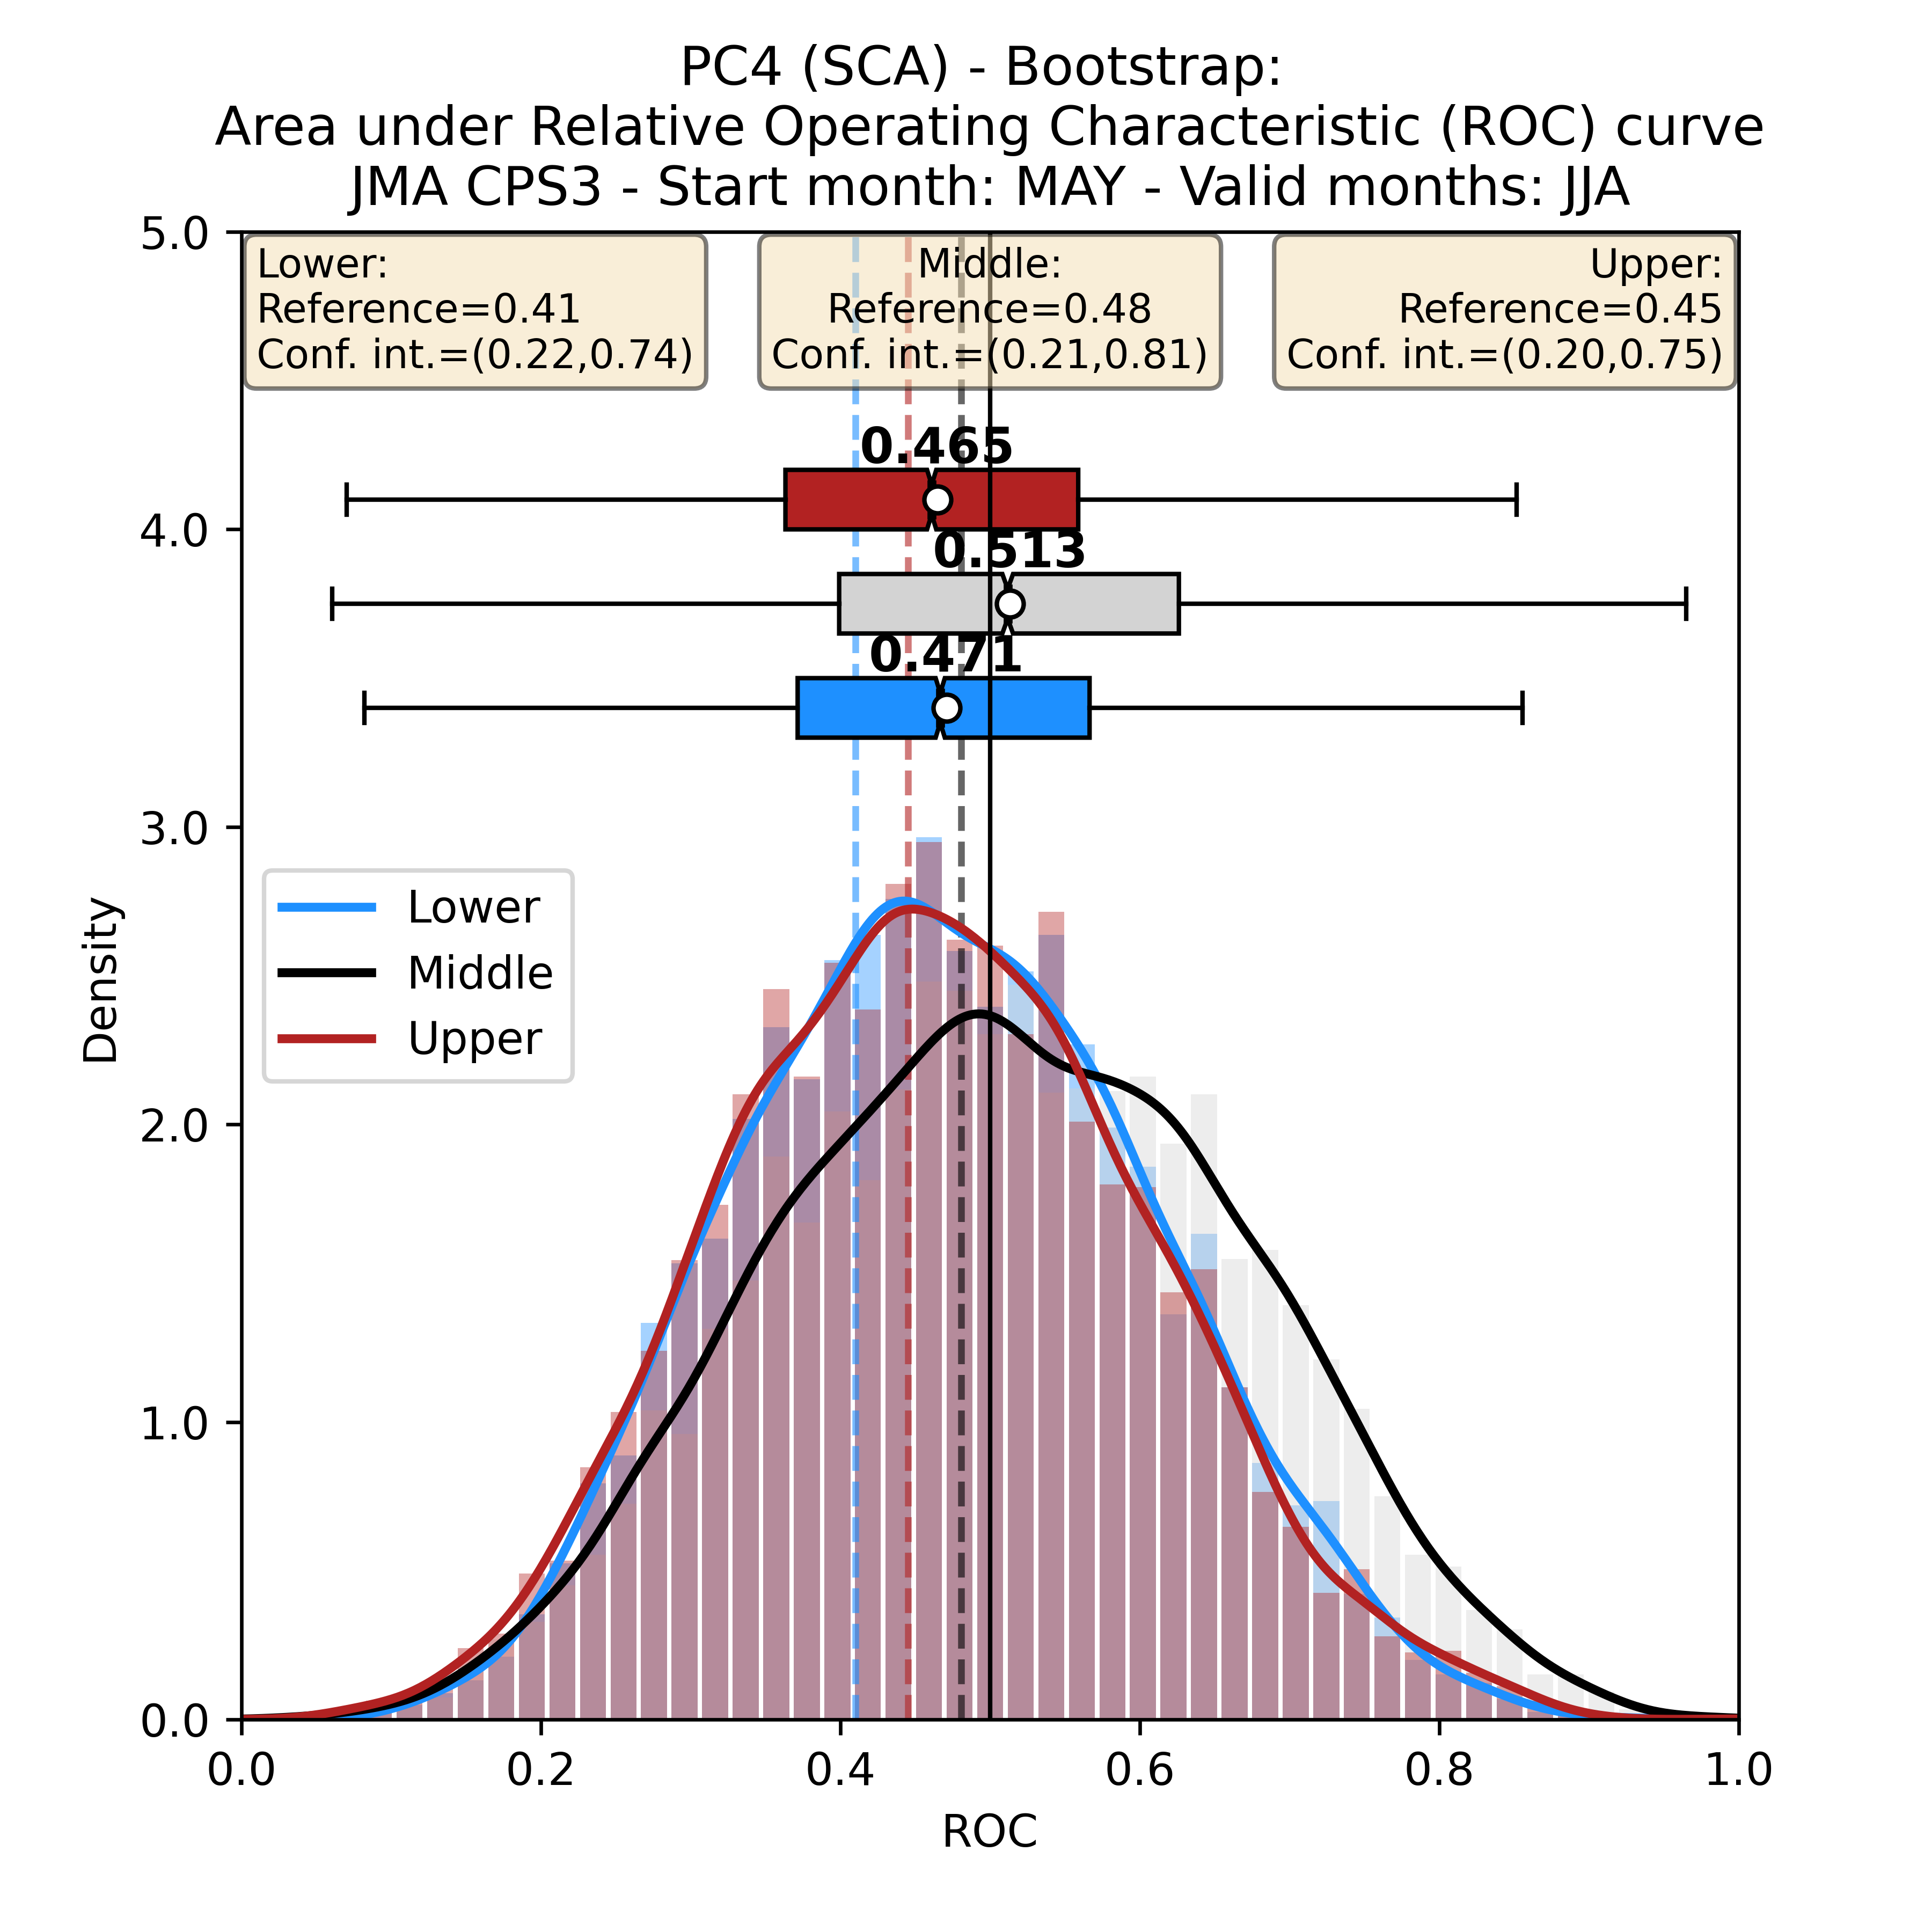 PC4 (SCA) - Bootstrap:
Area under Relative Operating Characteristic (ROC) curve
JMA CPS3 - Start month: MAY - Valid months: JJA
Lower:
Reference=0.41
Conf. int.=(0.22,0.74)
Middle:
Reference=0.48
Conf. int.=(0.21,0.81)
Upper:
Reference=0.45
Conf. int.=(0.20,0.75)
0.465
0.513
0.471
Lower
Middle
Upper
Density
5.0
4.0
3.0
2.0
1.0
0.0
0.0 0.2 0.4 0.6 0.8 1.0
ROC